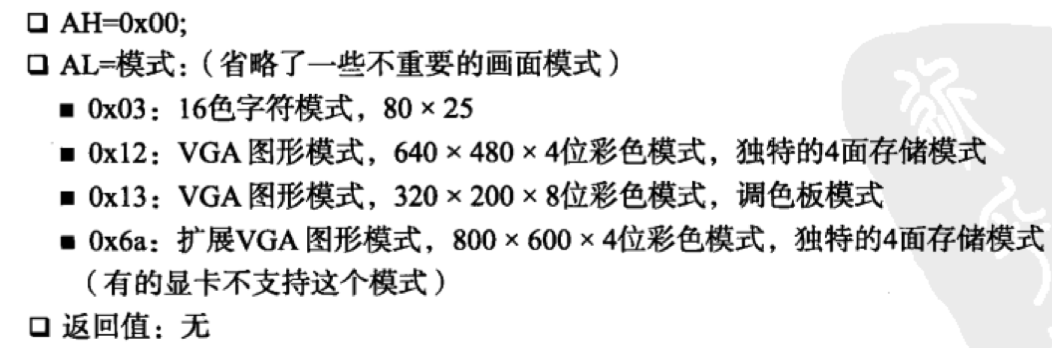 ❑ AH=0x00;
❑ AL=模式：（省略了一些不重要的画面模式）
■ 0x03：16色字符模式，80 × 25
■ 0x12：VGA 图形模式，640 × 480 × 4位彩色模式，独特的4面存储模式
■ 0x13：VGA 图形模式，320 × 200 × 8位彩色模式，调色板模式
■ 0x6a：扩展VGA 图形模式，800 × 600 × 4位彩色模式，独特的4面存储模式
（有的显卡不支持这个模式）
❑ 返回值：无